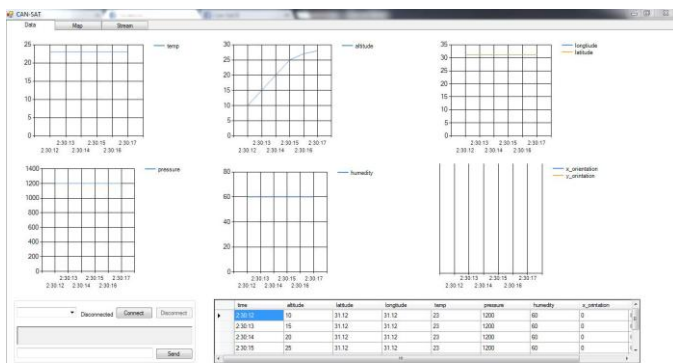 CAN-SAT
Data Map Stream
25
20
15
10
5
0
2:30:13 2:30:15 2:30:17
2:30:12 2:30:14 2:30:16
temp
30
25
20
15
10
5
0
2:30:13 2:30:15 2:30:17
2:30:12 2:30:14 2:30:16
altitude
35
30
25
20
15
10
5
0
2:30:13 2:30:15 2:30:17
2:30:12 2:30:14 2:30:16
longtiude
latitude
1400
1200
1000
800
600
400
200
0
2:30:13 2:30:15 2:30:17
2:30:12 2:30:14 2:30:16
pressure
80
60
40
20
0
2:30:13 2:30:15 2:30:17
2:30:12 2:30:14 2:30:16
humedity
2:30:13 2:30:15 2:30:17
2:30:12 2:30:14 2:30:16
x_orientation
y_orintation
Disconnected Connect Disconnect
Send
time altitude latitude longtiude temp pressure humedity x_orintation
2:30:12 10 31.12 31.12 23 1200 60 0
2:30:13 15 31.12 31.12 23 1200 60 0
2:30:14 20 31.12 31.12 23 1200 60 0
2:30:15 25 31.12 31.12 23 1200 60 0